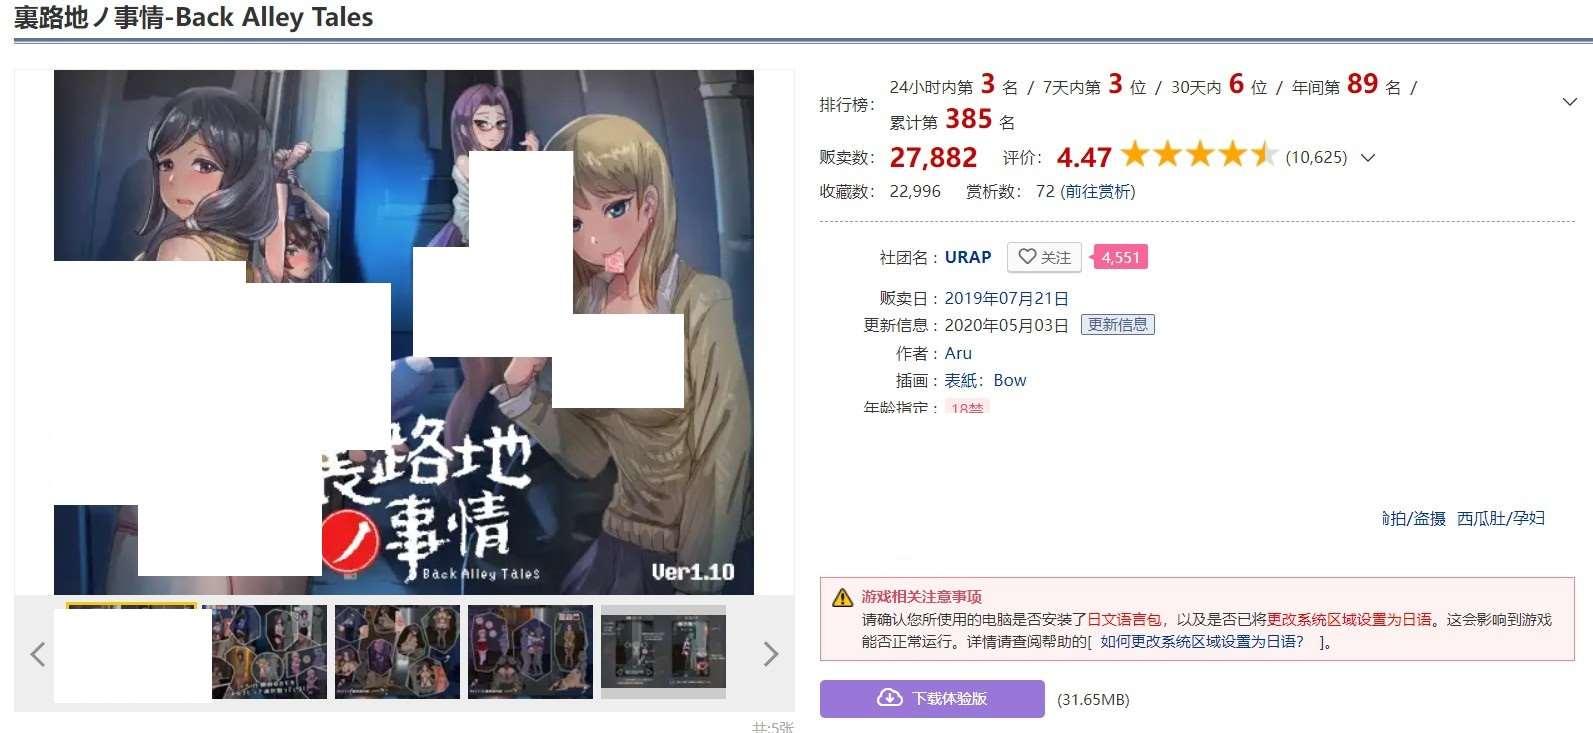 裏路地ノ事情-Back Alley Tales
排行榜： 24小时内第 3 名 / 7天内第 3 位 / 30天内 6 位 / 年间第 89 名 /
累计第 385 名
贩卖数： 27,882 评价： 4.47 (10,625)
收藏数： 22,996 赏析数： 72 (前往赏析)
社团名 : URAP 关注 4,551
贩卖日 : 2019年07月21日
更新信息 : 2020年05月03日 更新信息
作者 : Aru
插画 : 表紙：Bow
年龄指定 : 18禁
拍/盗摄 西瓜肚/孕妇
路地
ノ事情
Back Alley Tales
Ver1.10
游戏相关注意事项
请确认您所使用的电脑是否安装了日文语言包，以及是否已将更改系统区域设置为日语。这会影响到游戏
能否正常运行。详情请查阅帮助的[ 如何更改系统区域设置为日语？ ]。
下载体验版 (31.65MB)
共:5张